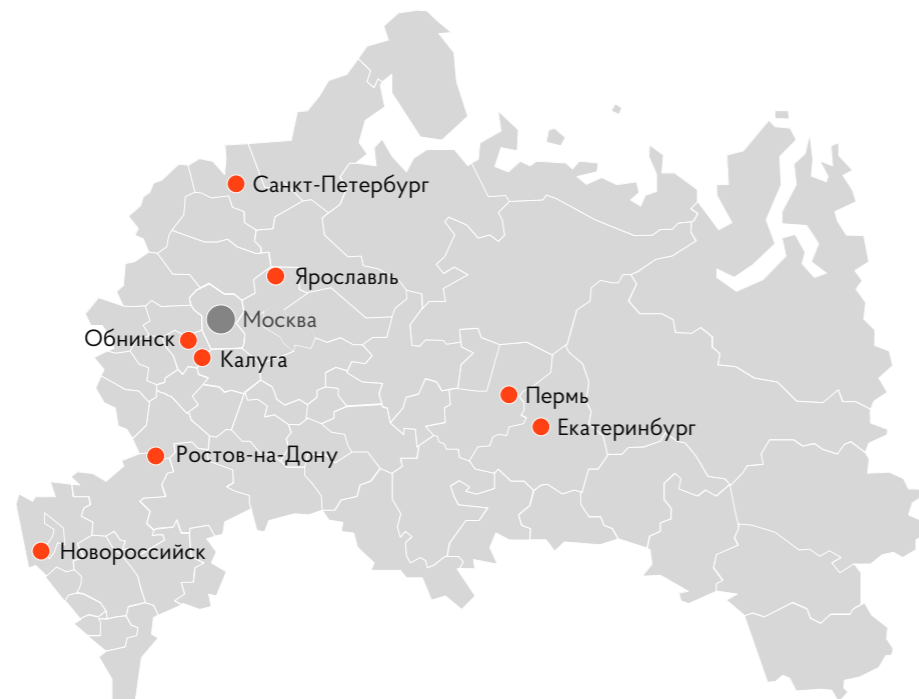 Санкт-Петербург
Ярославль
Москва
Обнинск
Калуга
Пермь
Екатеринбург
Ростов-на-Дону
Новороссийск